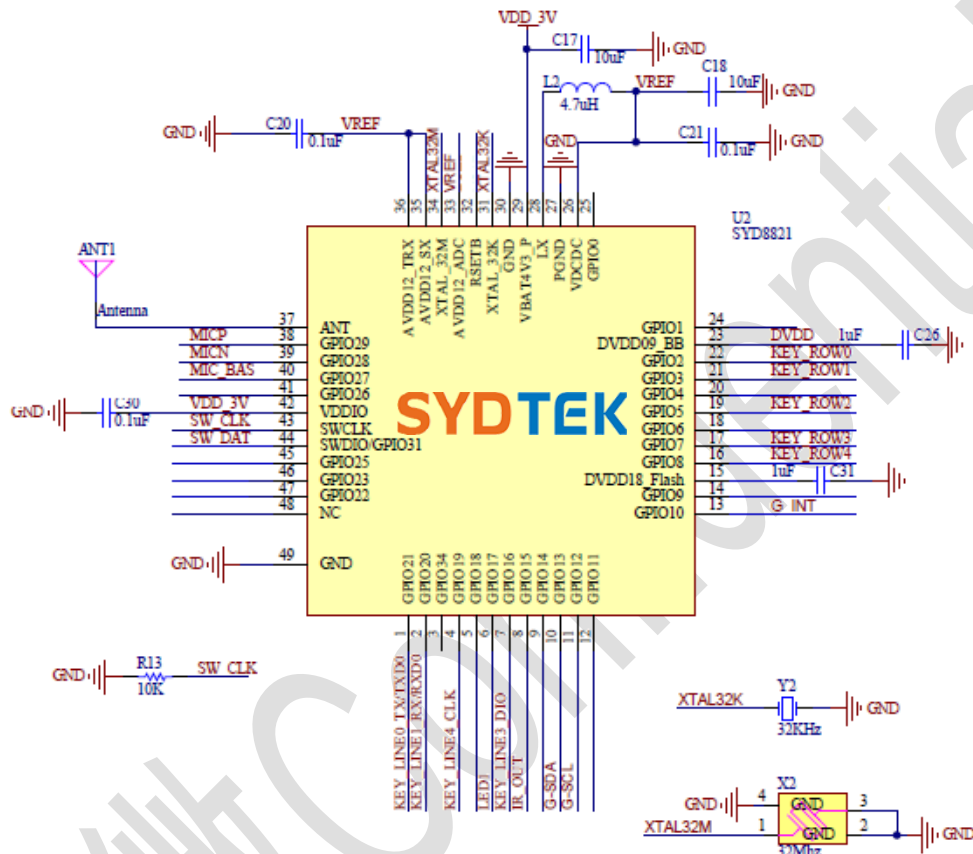 VDD_3V
C17
10uF
GND
L2
4.7uH
VREF
C18
10uF
GND
GND
C20
0.1uF
VREF
XTAL32M
VREF
XTAL32K
GND
C21
0.1uF
GND
36
35
34
33
32
31
30
29
28
27
26
25
AVDD12_TRX
AVDD12_SX
XTAL_32M
AVDD12_ADC
RSETB
XTAL_32K
GND
VBAT4V3_P
LX
PGND
VDCDC
GPIO0
U2
SYD8821
ANT1
Antenna
37 ANT
MICP 38 GPIO29
MICN 39 GPIO28
MIC_BAS 40 GPIO27
41 GPIO26
GND
C30
0.1uF
VDD_3V 42 VDDIO
SW_CLK 43 SWCLK
SW_DAT 44 SWDIO/GPIO31
45 GPIO25
46 GPIO23
47 GPIO22
48 NC
GND 49 GND
SYDTEK
GPIO1 24
DVDD09_BB 23 DVDD 1uF C26
GPIO2 22 KEY_ROW0
GPIO3 21 KEY_ROW1
GPIO4 20
GPIO5 19 KEY_ROW2
GPIO6 18
GPIO7 17 KEY_ROW3
GPIO8 16 KEY_ROW4
DVDD18_Flash 15 1uF C31
GPIO9 14
GPIO10 13 G_INT
GPIO21
GPIO20
GPIO34
GPIO19
GPIO18
GPIO17
GPIO16
GPIO15
GPIO14
GPIO13
GPIO12
GPIO11
1
2
3
4
5
6
7
8
9
10
11
12
KEY_LINE0_TX/TXD0
KEY_LINE1_RX/RXD0
KEY_LINE4_CLK
LED1
KEY_LINE3_DIO
IR_OUT
G-SDA
G-SCL
GND
R13
10K
SW_CLK
XTAL32K
Y2
32KHz
GND
X2
GND 4 GND 3
XTAL32M 1 GND 2
GND
32Mhz
Confidential